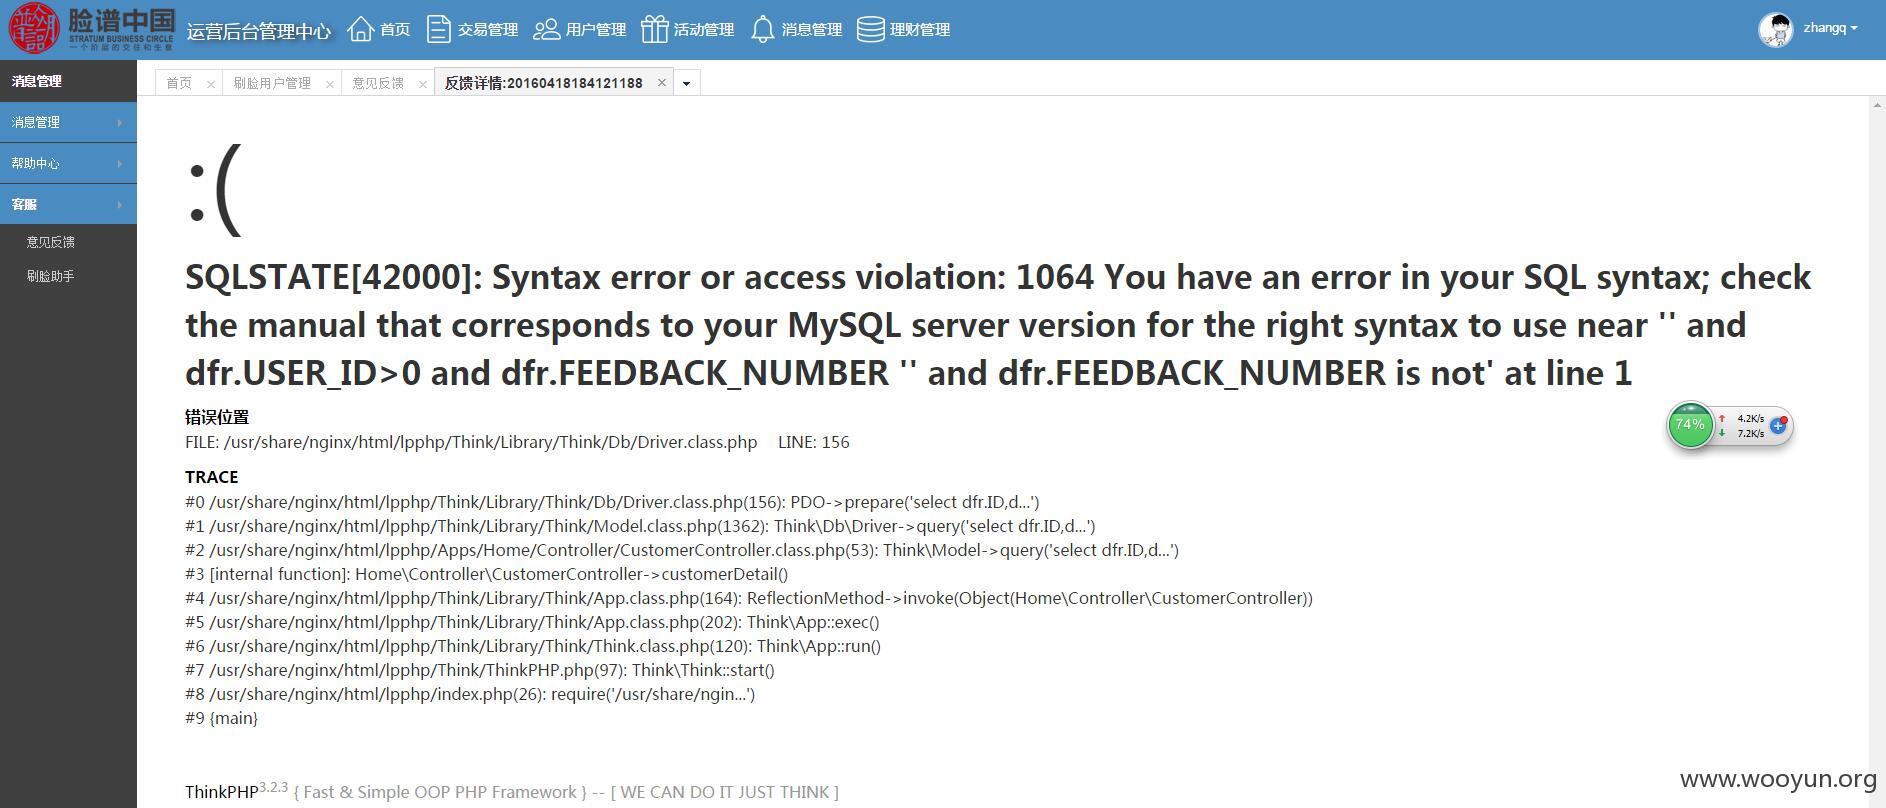 脸谱中国
STRATUM BUSINESS CIRCLE
一个阶层的交往和生意
运营后台管理中心 首页 交易管理 用户管理 活动管理 消息管理 理财管理
zhangq
消息管理
首页 刷脸用户管理 意见反馈 反馈详情:20160418184121188
消息管理
帮助中心
客服
意见反馈
刷脸助手
:(
SQLSTATE[42000]: Syntax error or access violation: 1064 You have an error in your SQL syntax; check
the manual that corresponds to your MySQL server version for the right syntax to use near '' and
dfr.USER_ID>0 and dfr.FEEDBACK_NUMBER '' and dfr.FEEDBACK_NUMBER is not' at line 1
错误位置
FILE: /usr/share/nginx/html/lpphp/Think/Library/Think/Db/Driver.class.php LINE: 156
74% 4.2K/s
7.2K/s
TRACE
#0 /usr/share/nginx/html/lpphp/Think/Library/Think/Db/Driver.class.php(156): PDO->prepare('select dfr.ID,d...')
#1 /usr/share/nginx/html/lpphp/Think/Library/Think/Model.class.php(1362): Think\Db\Driver->query('select dfr.ID,d...')
#2 /usr/share/nginx/html/lpphp/Apps/Home/Controller/CustomerController.class.php(53): Think\Model->query('select dfr.ID,d...')
#3 [internal function]: Home\Controller\CustomerController->customerDetail()
#4 /usr/share/nginx/html/lpphp/Think/Library/Think/App.class.php(164): ReflectionMethod->invoke(Object(Home\Controller\CustomerController))
#5 /usr/share/nginx/html/lpphp/Think/Library/Think/App.class.php(202): Think\App::exec()
#6 /usr/share/nginx/html/lpphp/Think/Library/Think/Think.class.php(120): Think\App::run()
#7 /usr/share/nginx/html/lpphp/Think/ThinkPHP.php(97): Think\Think::start()
#8 /usr/share/nginx/html/lpphp/index.php(26): require('/usr/share/ngin...')
#9 {main}
ThinkPHP3.2.3 { Fast & Simple OOP PHP Framework } -- [ WE CAN DO IT JUST THINK ]
www.wooyun.org